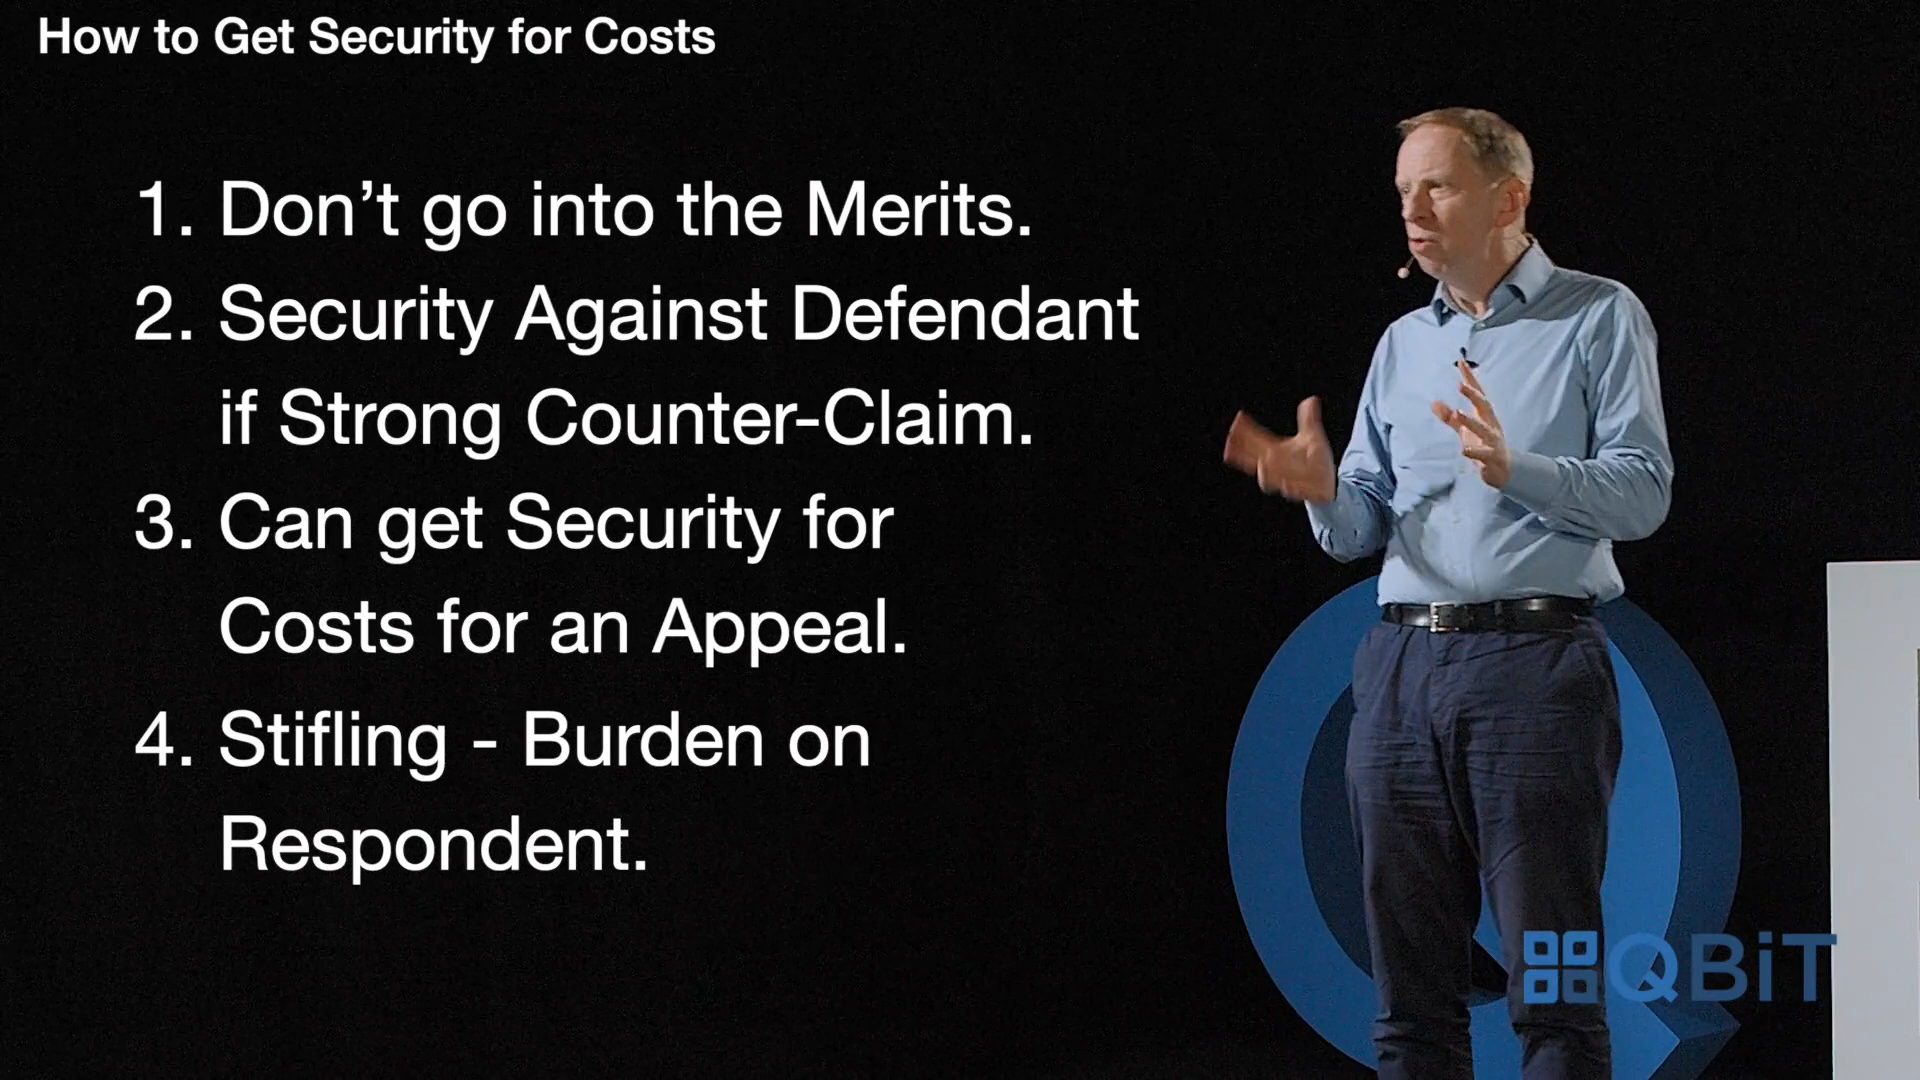 How to Get Security for Costs
1. Don’t go into the Merits.
2. Security Against Defendant
if Strong Counter-Claim.
3. Can get Security for
Costs for an Appeal.
4. Stifling - Burden on
Respondent.
QBiT